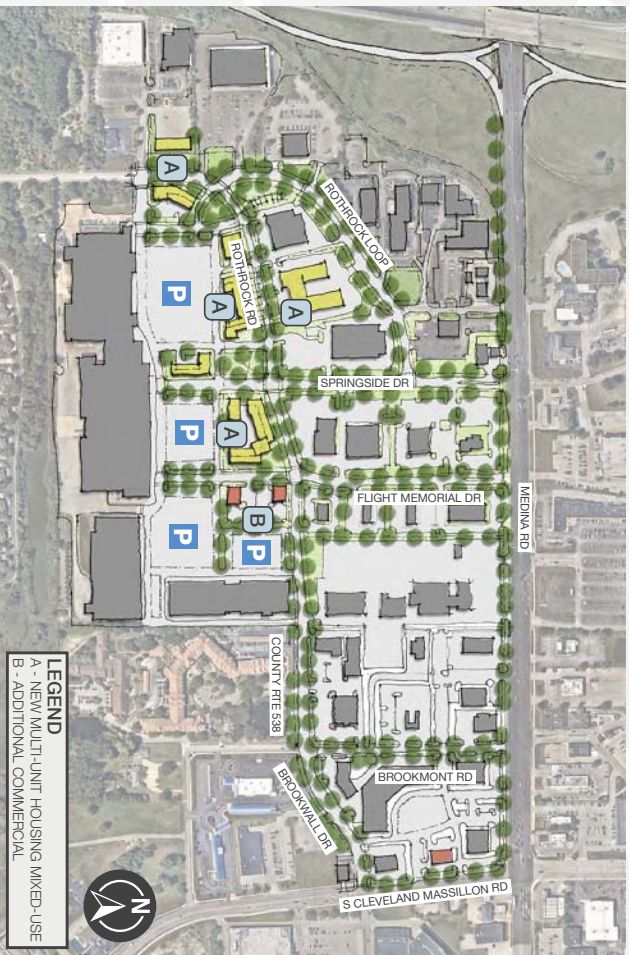 A
ROTHROCK LOOP
ROTHROCK RD
P
A
A
SPRINGSIDE DR
P
A
FLIGHT MEMORIAL DR
MEDINA RD
B
P
P
COUNTY RTE 538
BROOKMONT RD
BROOKWALL DR
S CLEVELAND MASSILLON RD
LEGEND
A - NEW MULTI-UNIT HOUSING MIXED-USE
B - ADDITIONAL COMMERCIAL
N